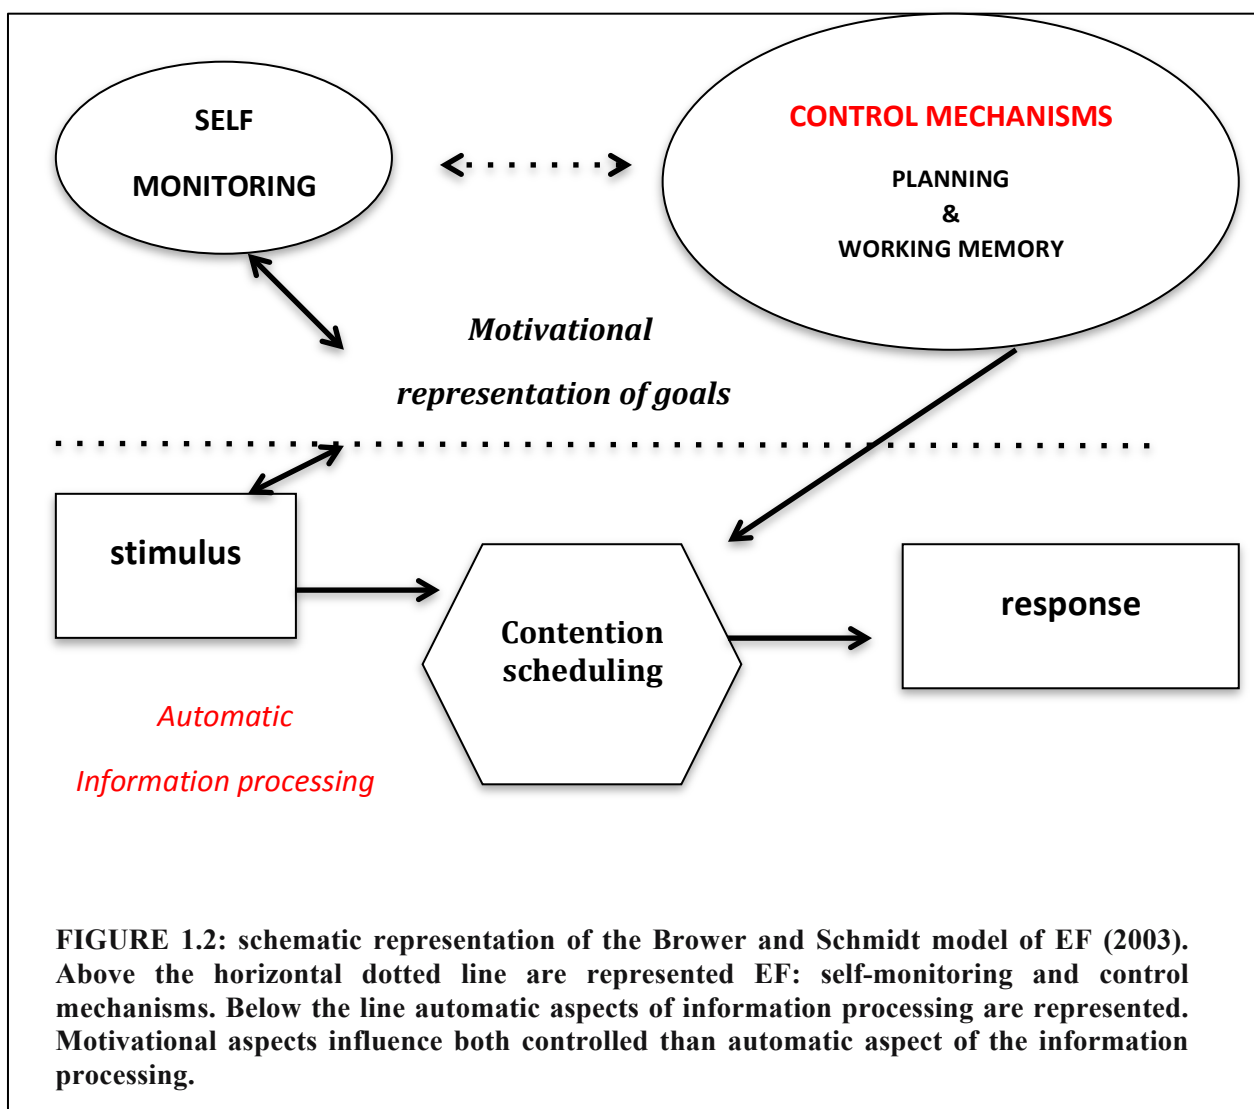 SELF
MONITORING
CONTROL MECHANISMS
PLANNING
&
WORKING MEMORY
Motivational
representation of goals
stimulus
Contention
scheduling
response
Automatic
Information processing
FIGURE 1.2: schematic representation of the Brower and Schmidt model of EF (2003).
Above the horizontal dotted line are represented EF: self-monitoring and control
mechanisms. Below the line automatic aspects of information processing are represented.
Motivational aspects influence both controlled than automatic aspect of the information
processing.